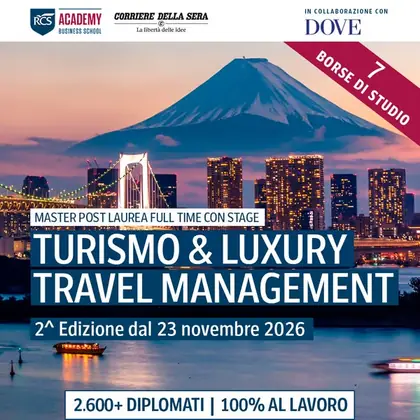 RCS
ACADEMY
BUSINESS SCHOOL
CORRIERE DELLA SERA
La libertà delle idee
IN COLLABORAZIONE CON
DOVE
7
BORSE DI STUDIO
MASTER POST LAUREA FULL TIME CON STAGE
TURISMO & LUXURY
TRAVEL MANAGEMENT
2^ Edizione dal 23 novembre 2026
2.600+ DIPLOMATI | 100% AL LAVORO